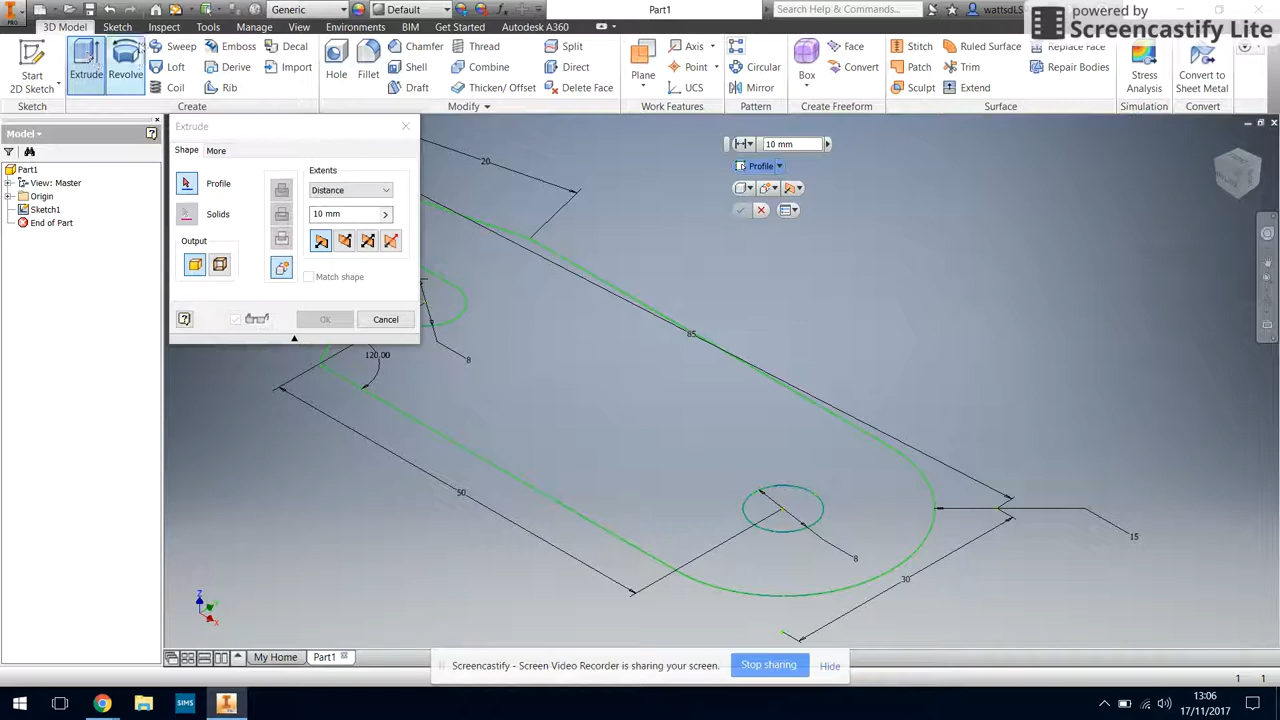 Generic
Default
Part1
Search Help & Commands...
wattsdLS
powered by
Screencastify Lite
PRO
3D Model Sketch Inspect Tools Manage View Environments BIM Get Started Autodesk A360
Start
2D Sketch
Extrude
Revolve
Sweep
Loft
Coil
Emboss
Derive
Rib
Decal
Import
Hole
Fillet
Chamfer
Shell
Draft
Thread
Combine
Thicken/ Offset
Split
Direct
Delete Face
Plane
Axis
Point
UCS
Circular
Mirror
Box
Face
Convert
Stitch
Patch
Sculpt
Ruled Surface
Trim
Extend
Replace Face
Repair Bodies
Stress
Analysis
Convert to
Sheet Metal
Sketch
Create
Modify
Work Features
Pattern
Create Freeform
Surface
Simulation
Convert
Model
Part1
View: Master
Origin
Sketch1
End of Part
Extrude
Shape More
Profile
Solids
Output
Extents
Distance
10 mm
Match shape
Ok
Cancel
10 mm
Profile
20
85
8
120.00
50
8
15
30
Z
Y
X
My Home
Part1
Screencastify - Screen Video Recorder is sharing your screen.
Stop sharing
Hide
1 1
SIMS
13:06
17/11/2017